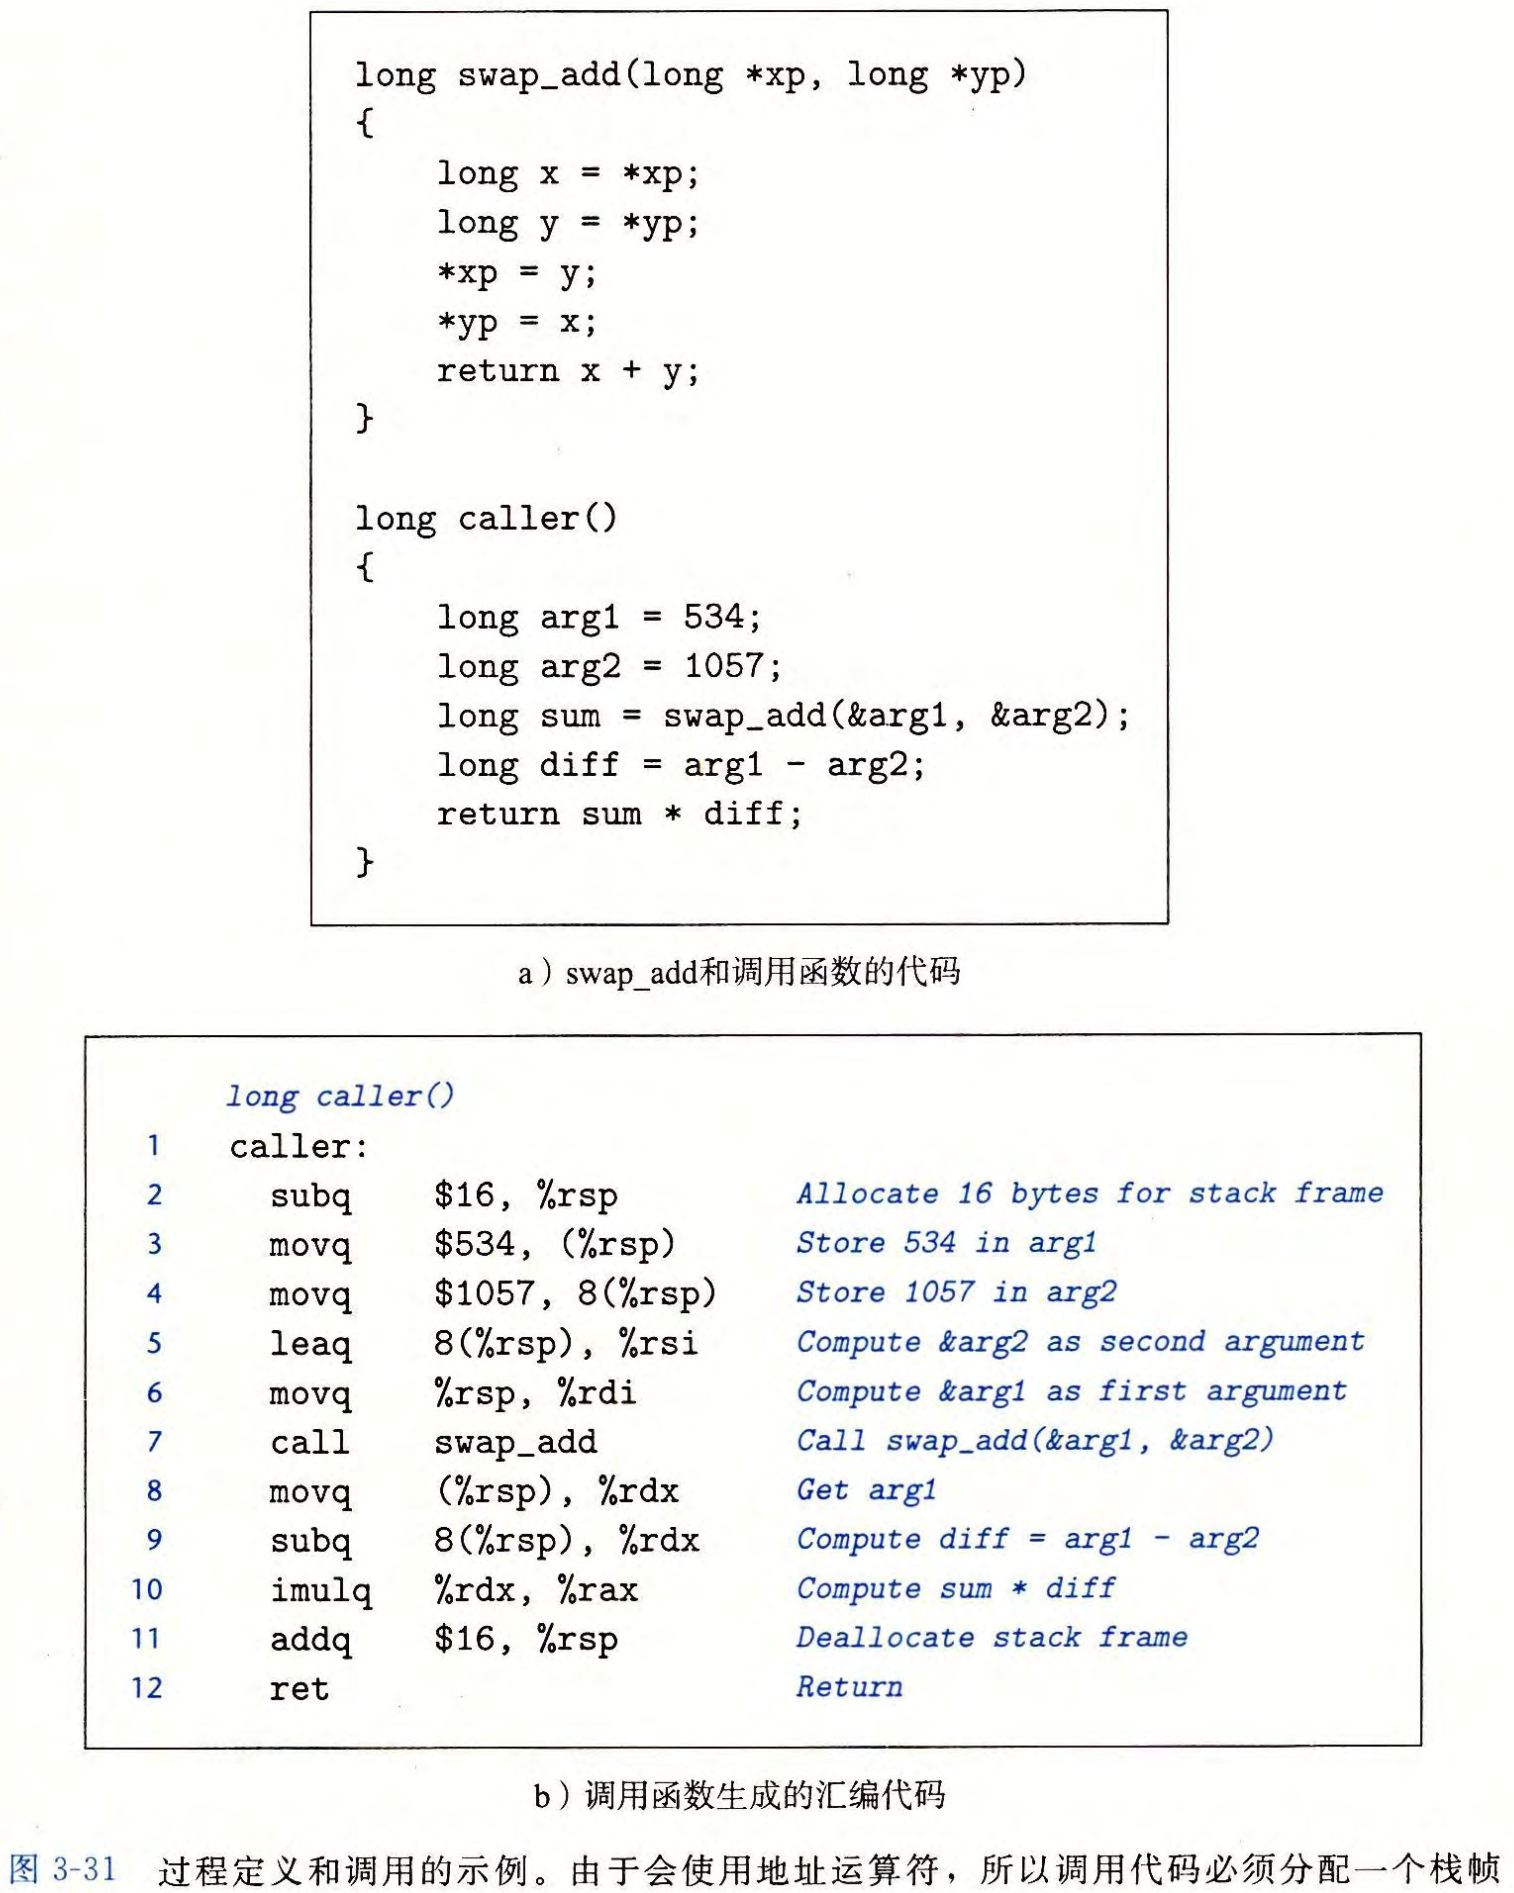 long swap_add(long *xp, long *yp)
{
    long x = *xp;
    long y = *yp;
    *xp = y;
    *yp = x;
    return x + y;
}
long caller()
{
    long arg1 = 534;
    long arg2 = 1057;
    long sum = swap_add(&arg1, &arg2);
    long diff = arg1 - arg2;
    return sum * diff;
}
a）swap_add和调用函数的代码
long caller()
1 caller:
2 subq $16, %rsp Allocate 16 bytes for stack frame
3 movq $534, (%rsp) Store 534 in arg1
4 movq $1057, 8(%rsp) Store 1057 in arg2
5 leaq 8(%rsp), %rsi Compute &arg2 as second argument
6 movq %rsp, %rdi Compute &arg1 as first argument
7 call swap_add Call swap_add(&arg1, &arg2)
8 movq (%rsp), %rdx Get arg1
9 subq 8(%rsp), %rdx Compute diff = arg1 - arg2
10 imulq %rdx, %rax Compute sum * diff
11 addq $16, %rsp Deallocate stack frame
12 ret Return
b）调用函数生成的汇编代码
图 3-31 过程定义和调用的示例。由于会使用地址运算符，所以调用代码必须分配一个栈帧